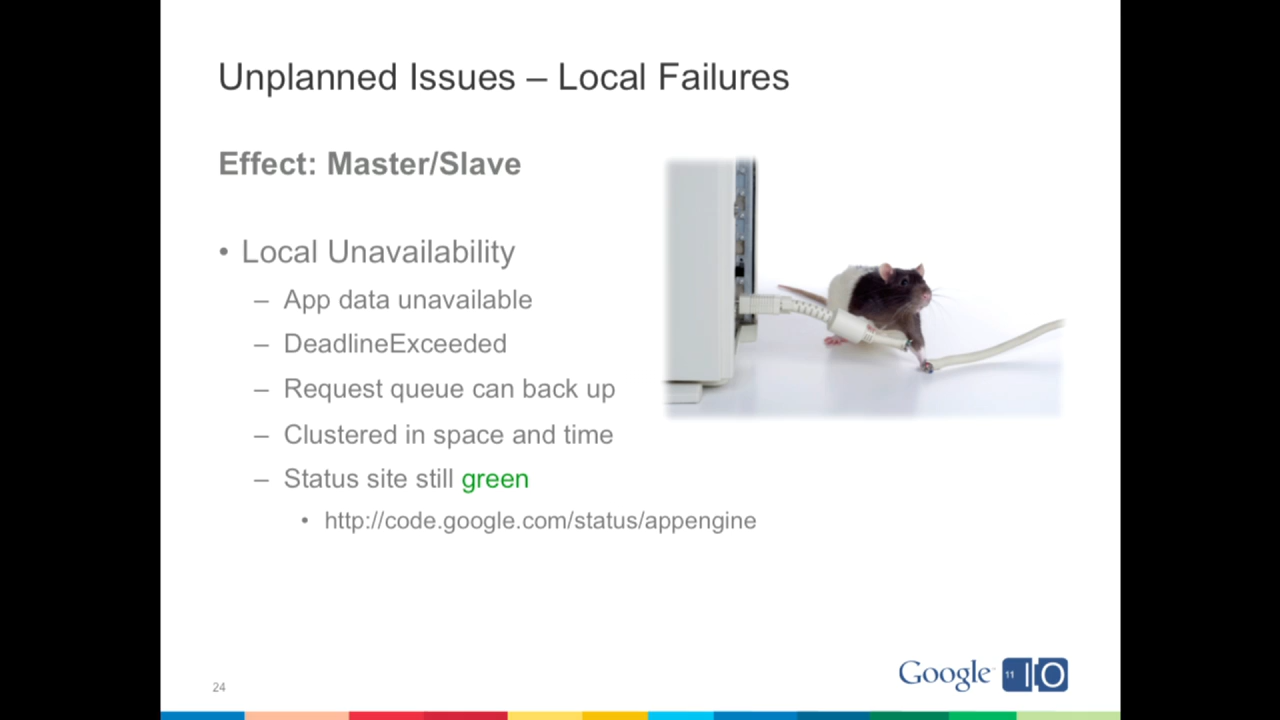 Unplanned Issues – Local Failures
Effect: Master/Slave
• Local Unavailability
– App data unavailable
– DeadlineExceeded
– Request queue can back up
– Clustered in space and time
– Status site still green
• http://code.google.com/status/appengine
24
Google 11 IO